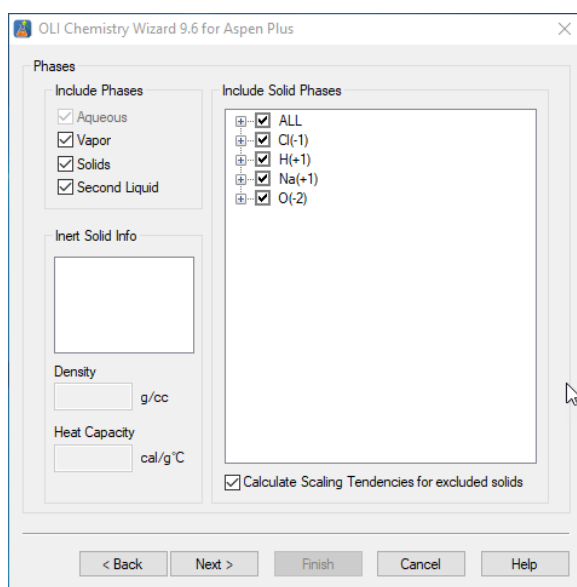 OLI Chemistry Wizard 9.6 for Aspen Plus
Phases
Include Phases
Aqueous
Vapor
Solids
Second Liquid
Include Solid Phases
ALL
Cl(-1)
H(+1)
Na(+1)
O(-2)
Inert Solid Info
Density
g/cc
Heat Capacity
cal/g°C
Calculate Scaling Tendencies for excluded solids
< Back
Next >
Finish
Cancel
Help